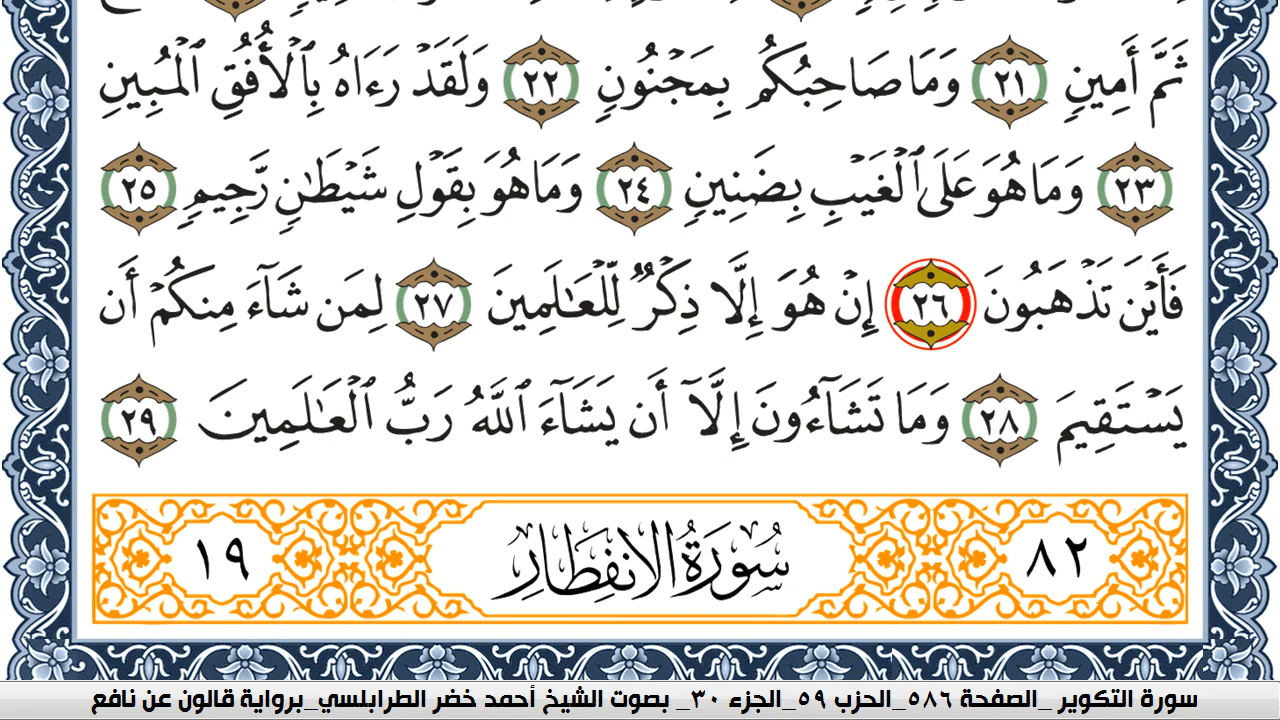 ثَمَّ أَمِينٍ ٢١ وَمَا صَاحِبُكُم بِمَجْنُونٍ ٢٢ وَلَقَدْ رَءَاهُ بِالْأُفُقِ الْمُبِينِ
٢٣ وَمَا هُوَ عَلَى الْغَيْبِ بِضَنِينٍ ٢٤ وَمَا هُوَ بِقَوْلِ شَيْطَٰنٍ رَّجِيمٍ ٢٥
فَأَيْنَ تَذْهَبُونَ ٢٦ إِنْ هُوَ إِلَّا ذِكْرٌ لِّلْعَٰلَمِينَ ٢٧ لِمَن شَآءَ مِنكُمْ أَن
يَسْتَقِيمَ ٢٨ وَمَا تَشَآءُونَ إِلَّآ أَن يَشَآءَ اللَّهُ رَبُّ الْعَٰلَمِينَ ٢٩
٨٢ سُورَةُ الانفِطَارِ ١٩
سورة التكوير _الصفحة ٥٨٦_الحزب ٥٩_الجزء ٣٠_ بصوت الشيخ أحمد خضر الطرابلسي_برواية قالون عن نافع